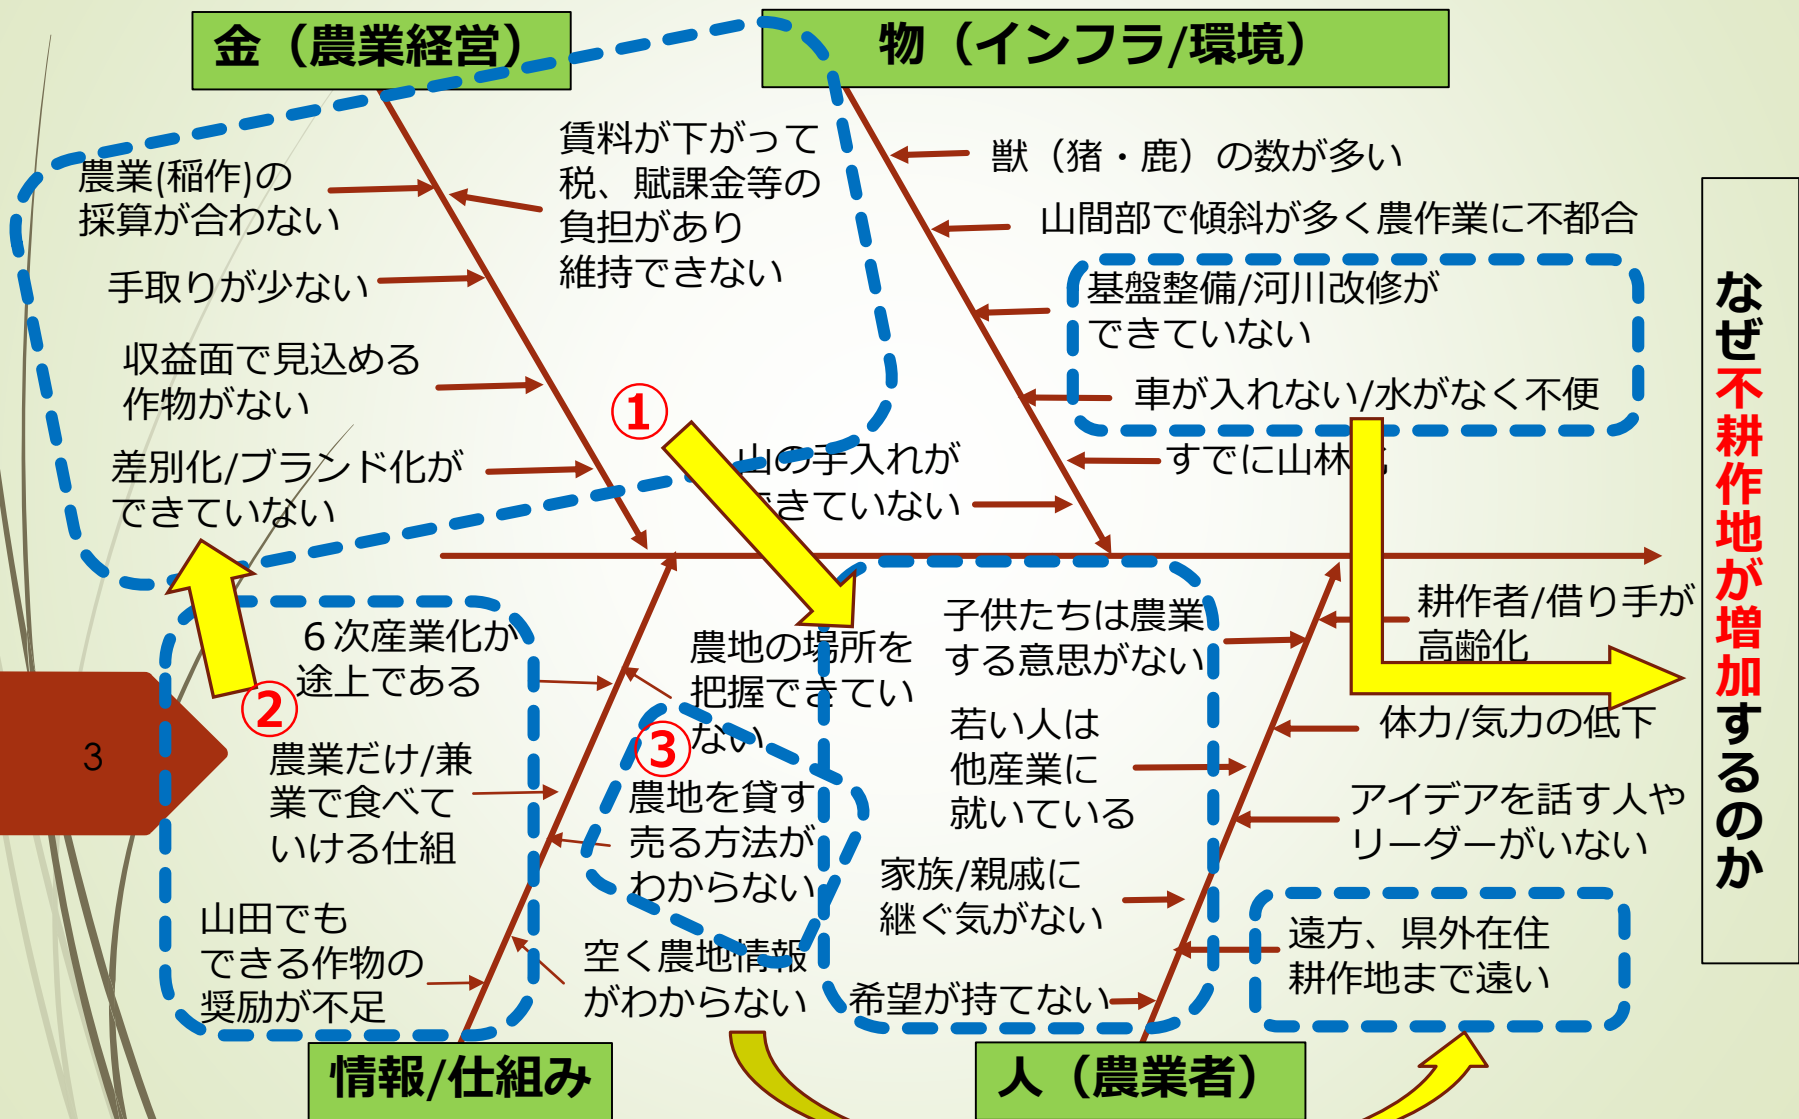 金（農業経営）
物（インフラ/環境）
農業(稲作)の
採算が合わない
賃料が下がって
税、賦課金等の
負担があり
維持できない
手取りが少ない
収益面で見込める
作物がない
差別化/ブランド化が
できていない
獣（猪・鹿）の数が多い
山間部で傾斜が多く農作業に不都合
基盤整備/河川改修が
できていない
車が入れない/水がなく不便
すでに山林化
山の手入れが
できていない
①
なぜ不耕作地が増加するのか
６次産業化が
途上である
②
農業だけ/兼
業で食べて
いける仕組
山田でも
できる作物の
奨励が不足
農地の場所を
把握できてい
ない
③
農地を貸す
売る方法が
わからない
空く農地情報
がわからない
子供たちは農業
する意思がない
若い人は
他産業に
就いている
家族/親戚に
継ぐ気がない
希望が持てない
耕作者/借り手が
高齢化
体力/気力の低下
アイデアを話す人や
リーダーがいない
遠方、県外在住
耕作地まで遠い
情報/仕組み
人（農業者）
3